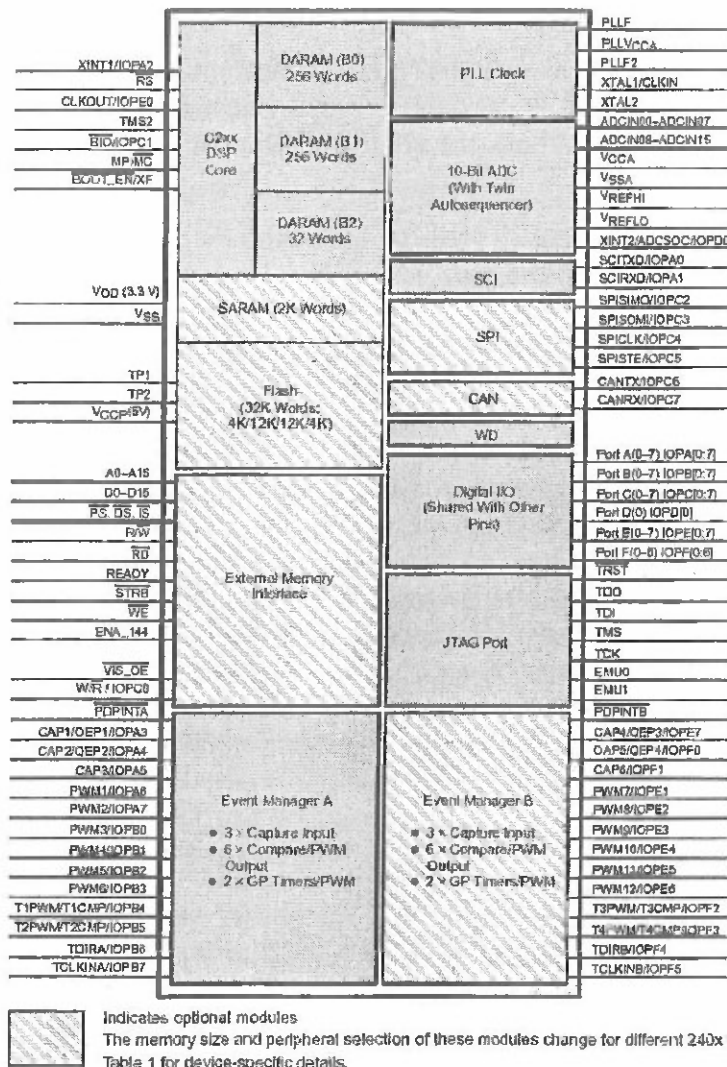 XINT1/IOPA2
RS
CLKOUT/IOPE0
TMS2
BIO/IOPC1
MP/MC
BOOT_EN/XF
VDD (3.3 V)
VSS
TP1
TP2
VCCP(5V)
A0–A15
D0–D15
PS, DS, IS
R/W
RD
READY
STRB
WE
ENA_144
VIS_OE
W/R / IOPC0
PDPINTA
CAP1/QEP1/IOPA3
CAP2/QEP2/IOPA4
CAP3/IOPA5
PWM1/IOPA6
PWM2/IOPA7
PWM3/IOPB0
PWM4/IOPB1
PWM5/IOPB2
PWM6/IOPB3
T1PWM/T1CMP/IOPB4
T2PWM/T2CMP/IOPB5
TDIRA/IOPB6
TCLKINA/IOPB7
C2xx
DSP
Core
DARAM (B0)
256 Words
DARAM (B1)
256 Words
DARAM (B2)
32 Words
SARAM (2K Words)
Flash
(32K Words:
4K/12K/12K/4K)
External Memory
Interface
Event Manager A
● 3 × Capture Input
● 6 × Compare/PWM
Output
● 2 × GP Timers/PWM
PLL Clock
10-Bit ADC
(With Twin
Autosequencer)
SCI
SPI
CAN
WD
Digital I/O
(Shared With Other
Pins)
JTAG Port
Event Manager B
● 3 × Capture Input
● 6 × Compare/PWM
Output
● 2 × GP Timers/PWM
PLLF
PLLVCCA
PLLF2
XTAL1/CLKIN
XTAL2
ADCIN00–ADCIN07
ADCIN08–ADCIN15
VCCA
VSSA
VREFHI
VREFLO
XINT2/ADCSOC/IOPD0
SCITXD/IOPA0
SCIRXD/IOPA1
SPISIMO/IOPC2
SPISOMI/IOPC3
SPICLK/IOPC4
SPISTE/IOPC5
CANTX/IOPC6
CANRX/IOPC7
Port A(0–7) IOPA[0:7]
Port B(0–7) IOPB[0:7]
Port C(0–7) IOPC[0:7]
Port D(0) IOPD[0]
Port E(0–7) IOPE[0:7]
Port F(0–6) IOPF[0:6]
TRST
TDO
TDI
TMS
TCK
EMU0
EMU1
PDPINTB
CAP4/QEP3/IOPE7
CAP5/QEP4/IOPF0
CAP6/IOPF1
PWM7/IOPE1
PWM8/IOPE2
PWM9/IOPE3
PWM10/IOPE4
PWM11/IOPE5
PWM12/IOPE6
T3PWM/T3CMP/IOPF2
T4PWM/T4CMP/IOPF3
TDIRB/IOPF4
TCLKINB/IOPF5
Indicates optional modules
The memory size and peripheral selection of these modules change for different 240x
Table 1 for device-specific details.